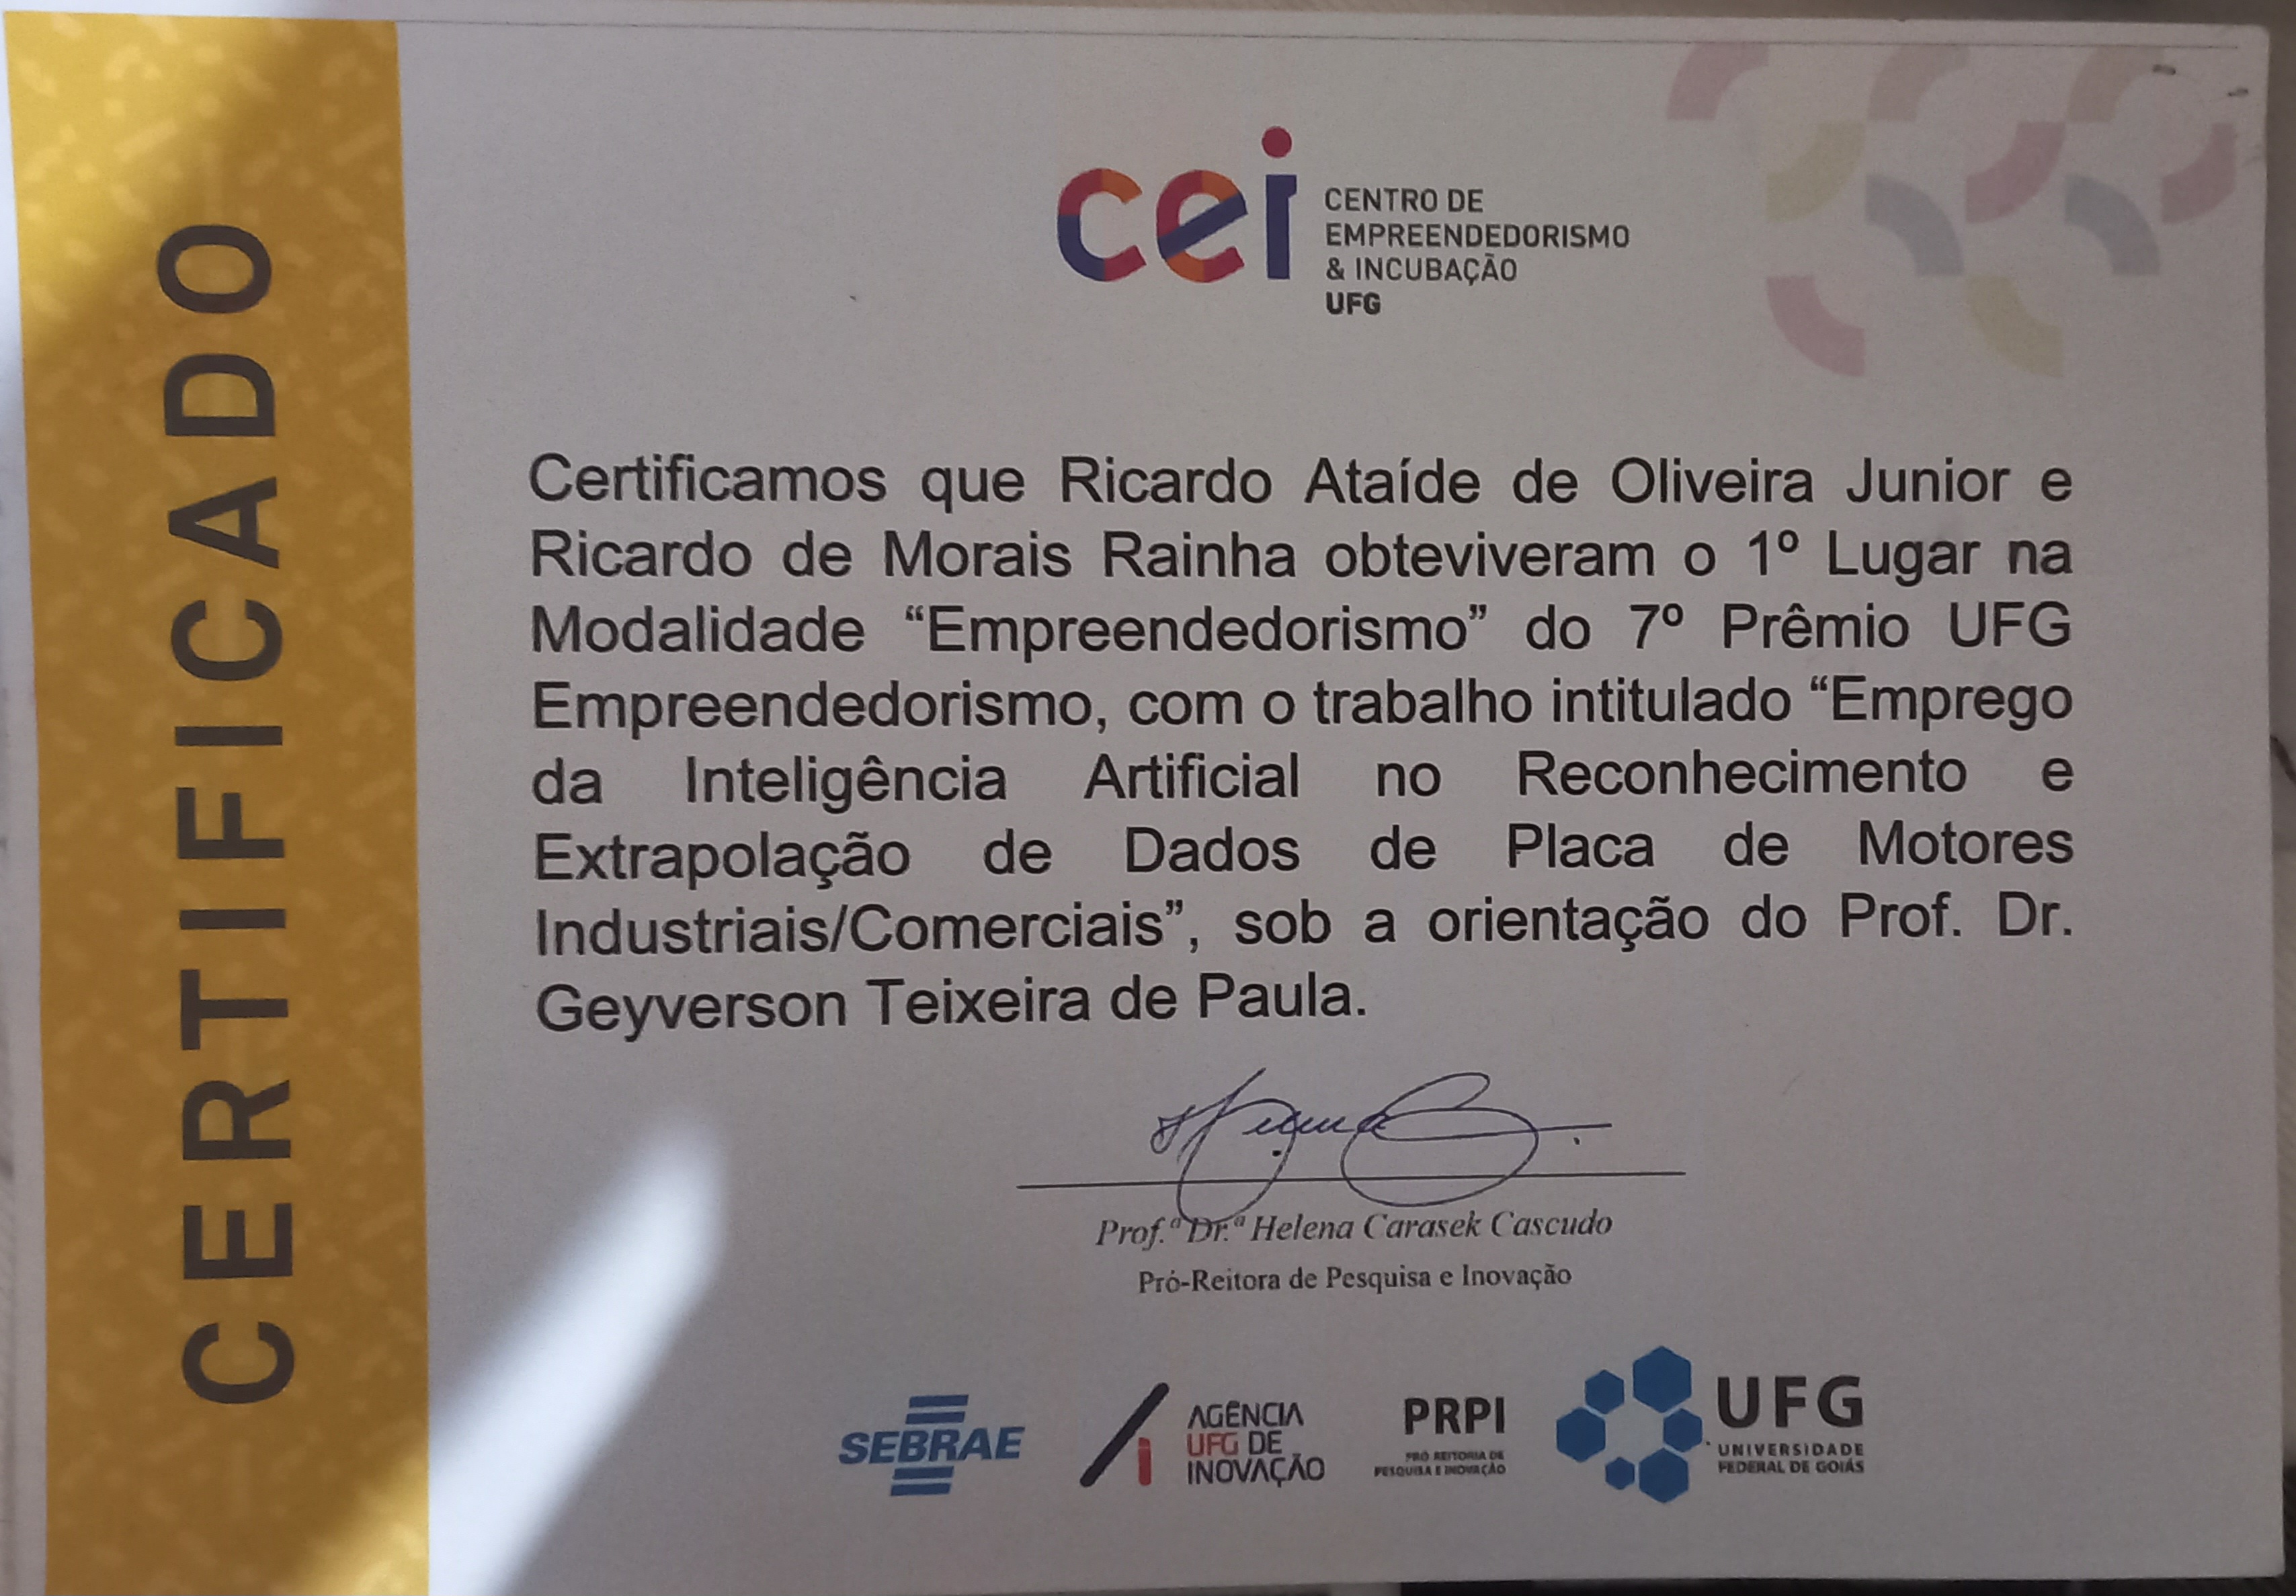 CERTIFICADO
cei
CENTRO DE
EMPREENDEDORISMO
& INCUBAÇÃO
UFG
Certificamos que Ricardo Ataíde de Oliveira Junior e
Ricardo de Morais Rainha obteviveram o 1º Lugar na
Modalidade “Empreendedorismo” do 7º Prêmio UFG
Empreendedorismo, com o trabalho intitulado “Emprego
da Inteligência Artificial no Reconhecimento e
Extrapolação de Dados de Placa de Motores
Industriais/Comerciais”, sob a orientação do Prof. Dr.
Geyverson Teixeira de Paula.
Prof.ª Dr.ª Helena Carasek Cascudo
Pró-Reitora de Pesquisa e Inovação
SEBRAE
AGÊNCIA
UFG DE
INOVAÇÃO
PRPI
PRÓ REITORIA DE
PESQUISA E INOVAÇÃO
UFG
UNIVERSIDADE
FEDERAL DE GOIÁS